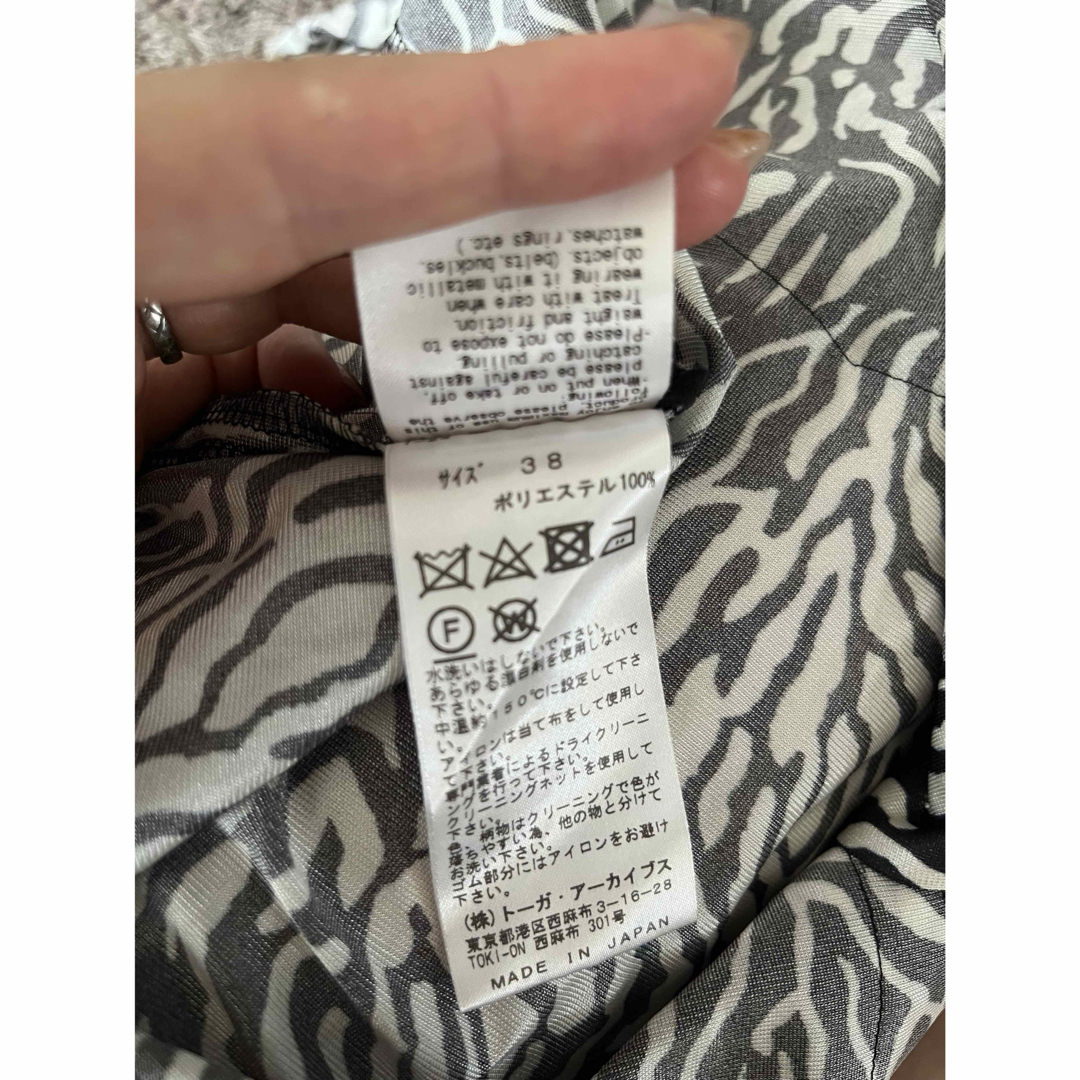 enjoy maximum use of this
product, please observe the
following:
·When put on or take off,
please be careful against
catching or pulling.
·Please do not expose to
weight and friction.
Treat with care when
wearing it with metallic
objects. (belts, buckles,
watches, rings etc.)
サイズ 38
ポリエステル100%
F W
水洗いはしないで下さい。
あらゆる漂白剤を使用しないで
下さい。
中温約150℃に設定して下さ
い。
アイロンは当て布をして使用し
て下さい。
専門業者によるドライクリーニ
ングを行って下さい。
クリーニングネットを使用して
下さい。
色、柄物はクリーニングで色が
落ちやすい為、他の物と分けて
お洗い下さい。
ゴム部分にはアイロンをお避け
下さい。
(株)トーガ・アーカイブス
東京都港区西麻布3-16-28
TOKI-ON 西麻布 301号
MADE IN JAPAN